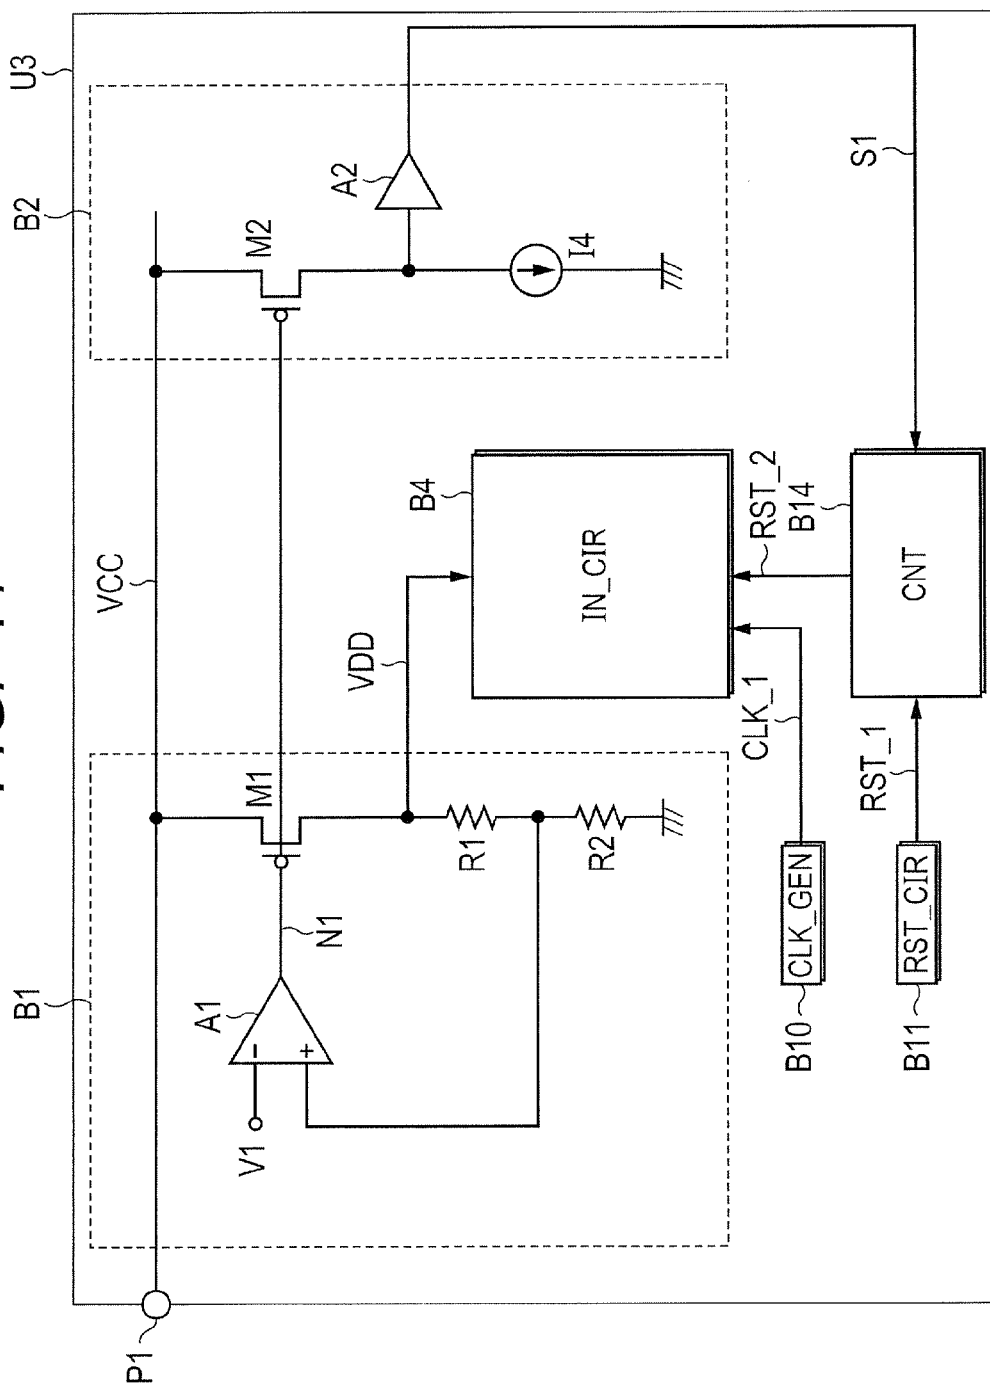 U3
B1
B2
P1
VCC
V1
A1
-
+
N1
M1
M2
A2
R1
R2
I4
VDD
B4
IN_CIR
CLK_1
RST_2
B14
S1
CNT
B10
CLK_GEN
B11
RST_CIR
RST_1